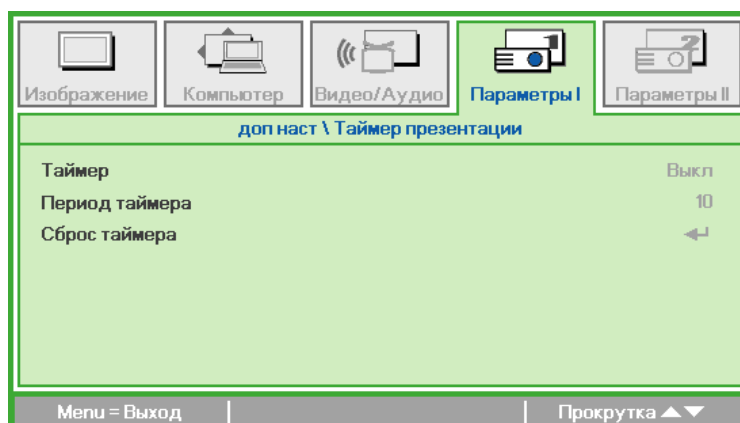 Изображение Компьютер Видео/Аудио Параметры I Параметры II
доп наст \ Таймер презентации
Таймер Выкл
Период таймера 10
Сброс таймера
Menu = Выход Прокрутка ▲▼